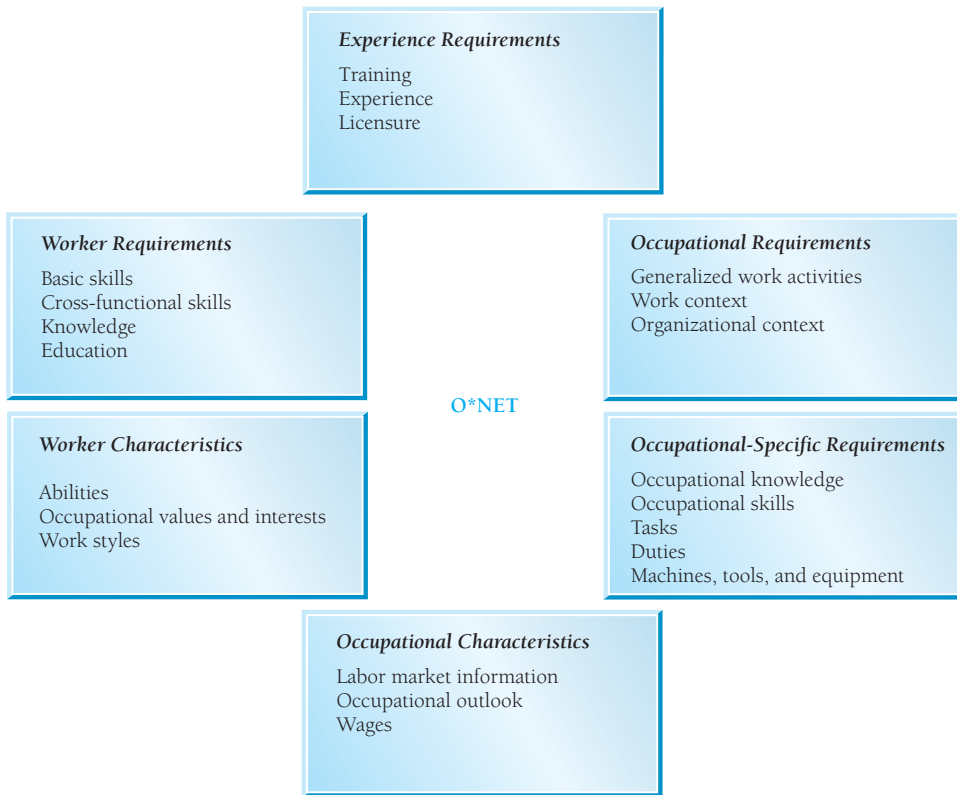 Experience Requirements
Training
Experience
Licensure
Worker Requirements
Basic skills
Cross-functional skills
Knowledge
Education
Occupational Requirements
Generalized work activities
Work context
Organizational context
O*NET
Worker Characteristics
Abilities
Occupational values and interests
Work styles
Occupational-Specific Requirements
Occupational knowledge
Occupational skills
Tasks
Duties
Machines, tools, and equipment
Occupational Characteristics
Labor market information
Occupational outlook
Wages